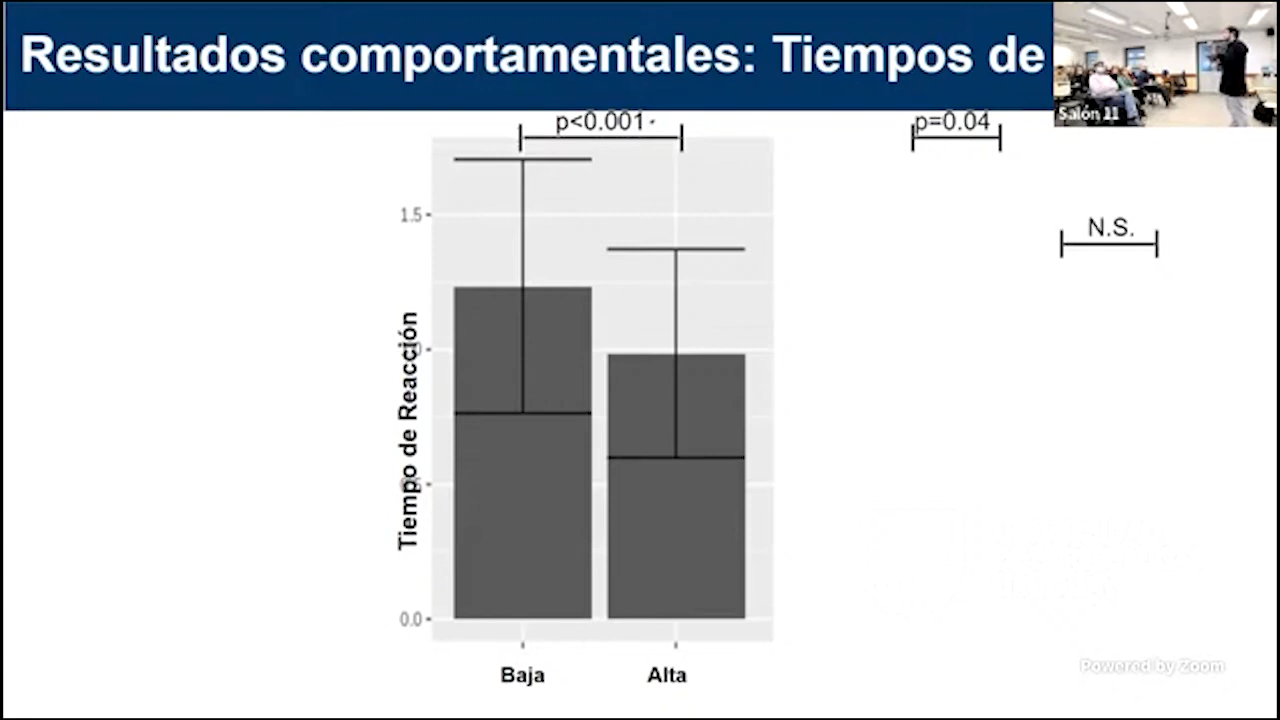 Resultados comportamentales: Tiempos de
Salón 11
p<0.001
p=0.04
N.S.
1.5
0.0
Tiempo de Reacción
Baja
Alta
Powered by Zoom